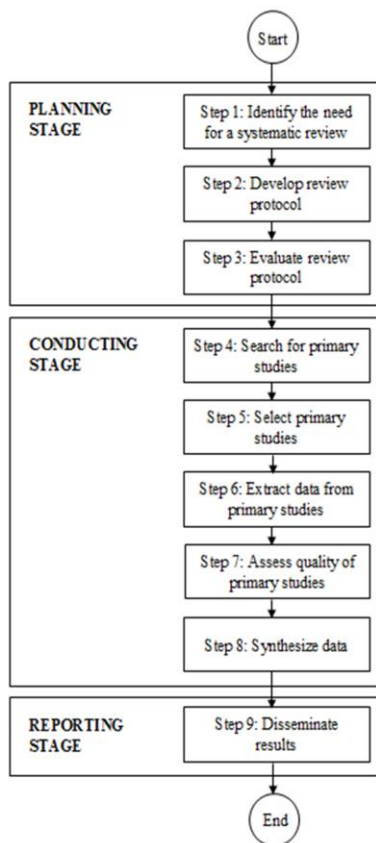 Start
PLANNING
STAGE
Step 1: Identify the need
for a systematic review
Step 2: Develop review
protocol
Step 3: Evaluate review
protocol
CONDUCTING
STAGE
Step 4: Search for primary
studies
Step 5: Select primary
studies
Step 6: Extract data from
primary studies
Step 7: Assess quality of
primary studies
Step 8: Synthesize data
REPORTING
STAGE
Step 9: Disseminate
results
End